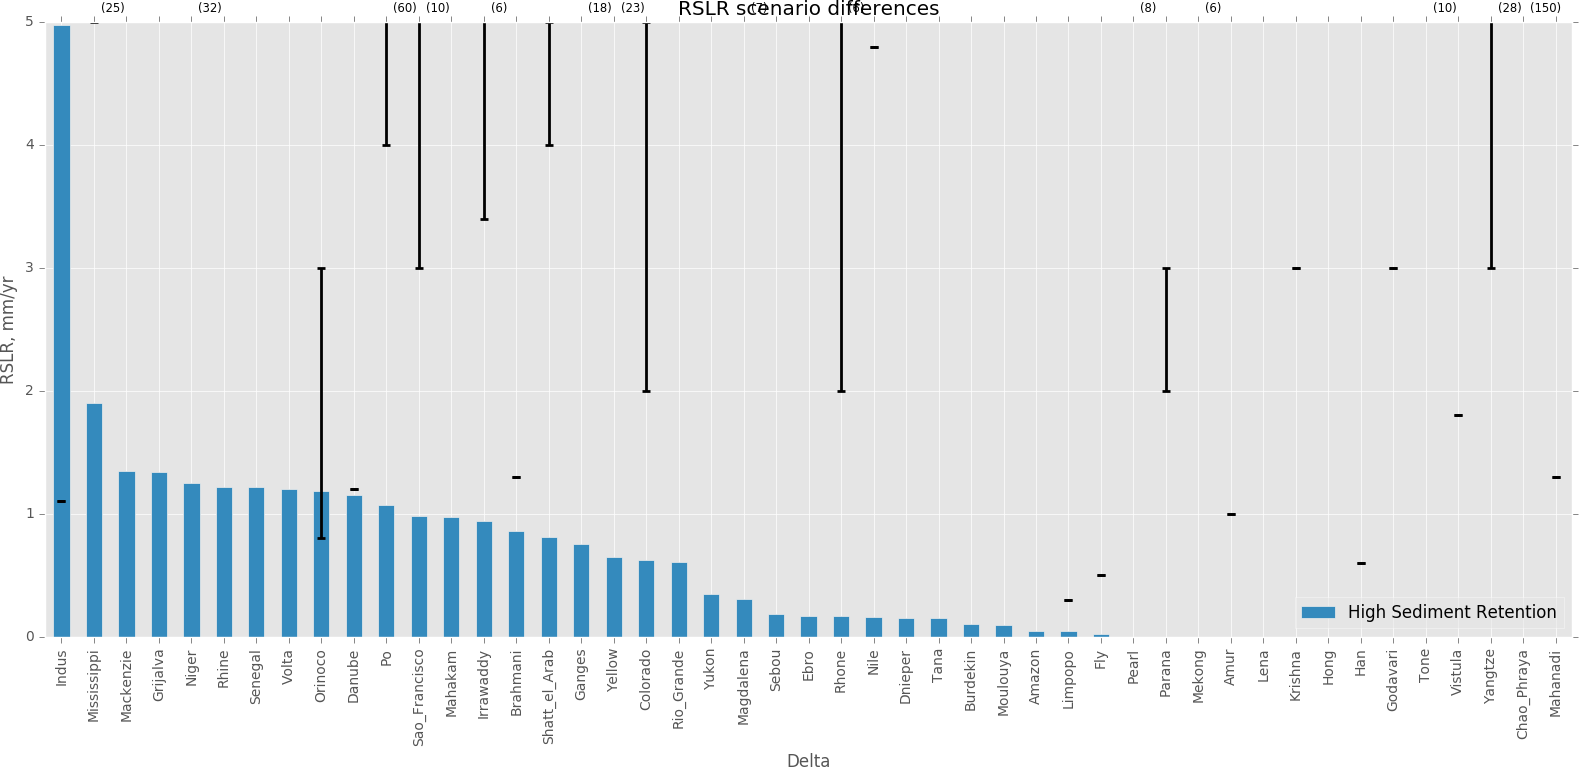 RSLR scenario differences
(25) (32) (60) (10) (6) (18) (23) (7) (6) (8) (6) (10) (28) (150)
RSLR, mm/yr
5
4
3
2
1
0
High Sediment Retention
Indus
Mississippi
Mackenzie
Grijalva
Niger
Rhine
Senegal
Volta
Orinoco
Danube
Po
Sao_Francisco
Mahakam
Irrawaddy
Brahmani
Shatt_el_Arab
Ganges
Yellow
Colorado
Rio_Grande
Yukon
Magdalena
Sebou
Ebro
Rhone
Nile
Dnieper
Tana
Burdekin
Moulouya
Amazon
Limpopo
Fly
Pearl
Parana
Mekong
Amur
Lena
Krishna
Hong
Han
Godavari
Tone
Vistula
Yangtze
Chao_Phraya
Mahanadi
Delta